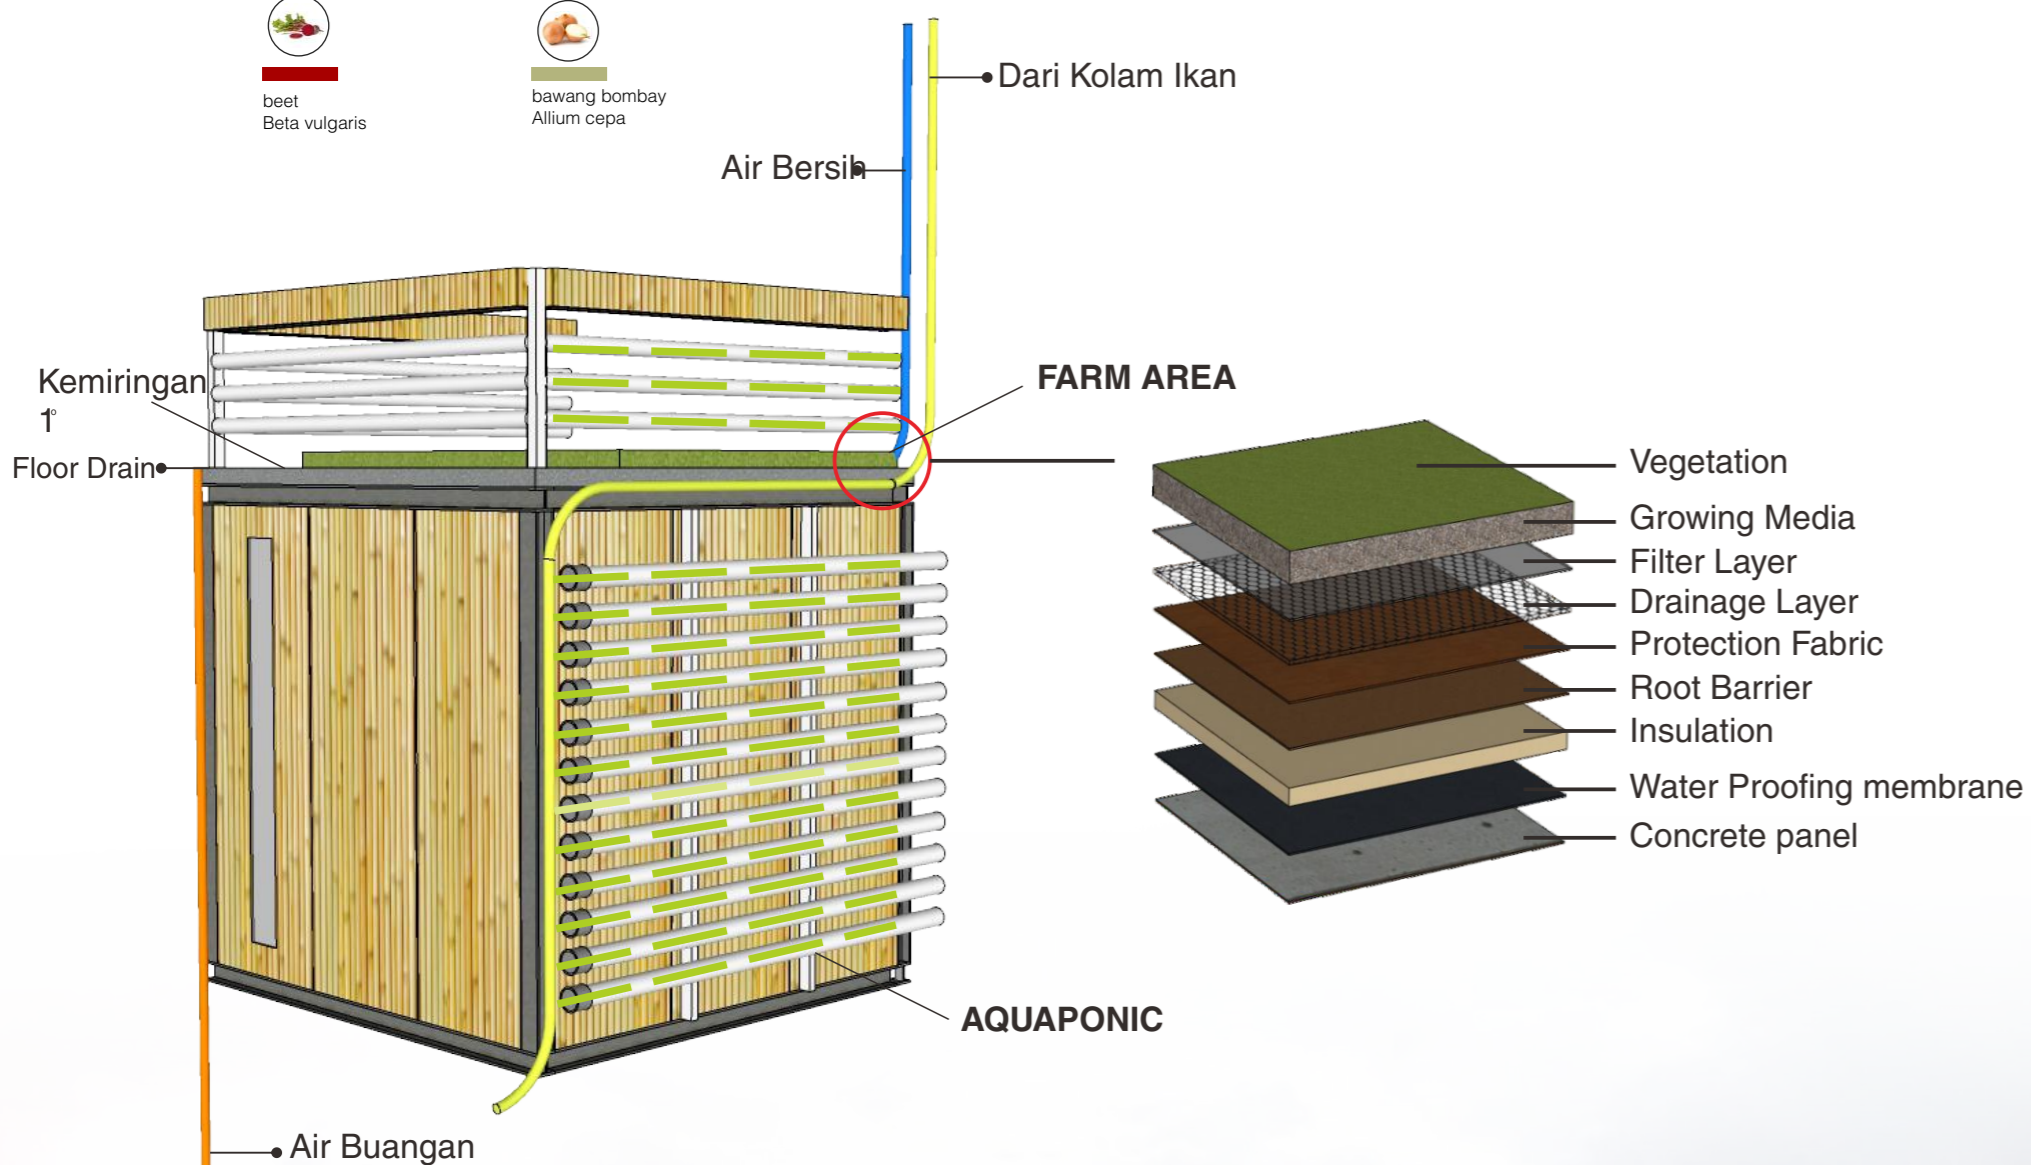 beet
Beta vulgaris
bawang bombay
Allium cepa
Dari Kolam Ikan
Air Bersih
Kemiringan
1°
Floor Drain
FARM AREA
Vegetation
Growing Media
Filter Layer
Drainage Layer
Protection Fabric
Root Barrier
Insulation
Water Proofing membrane
Concrete panel
AQUAPONIC
Air Buangan